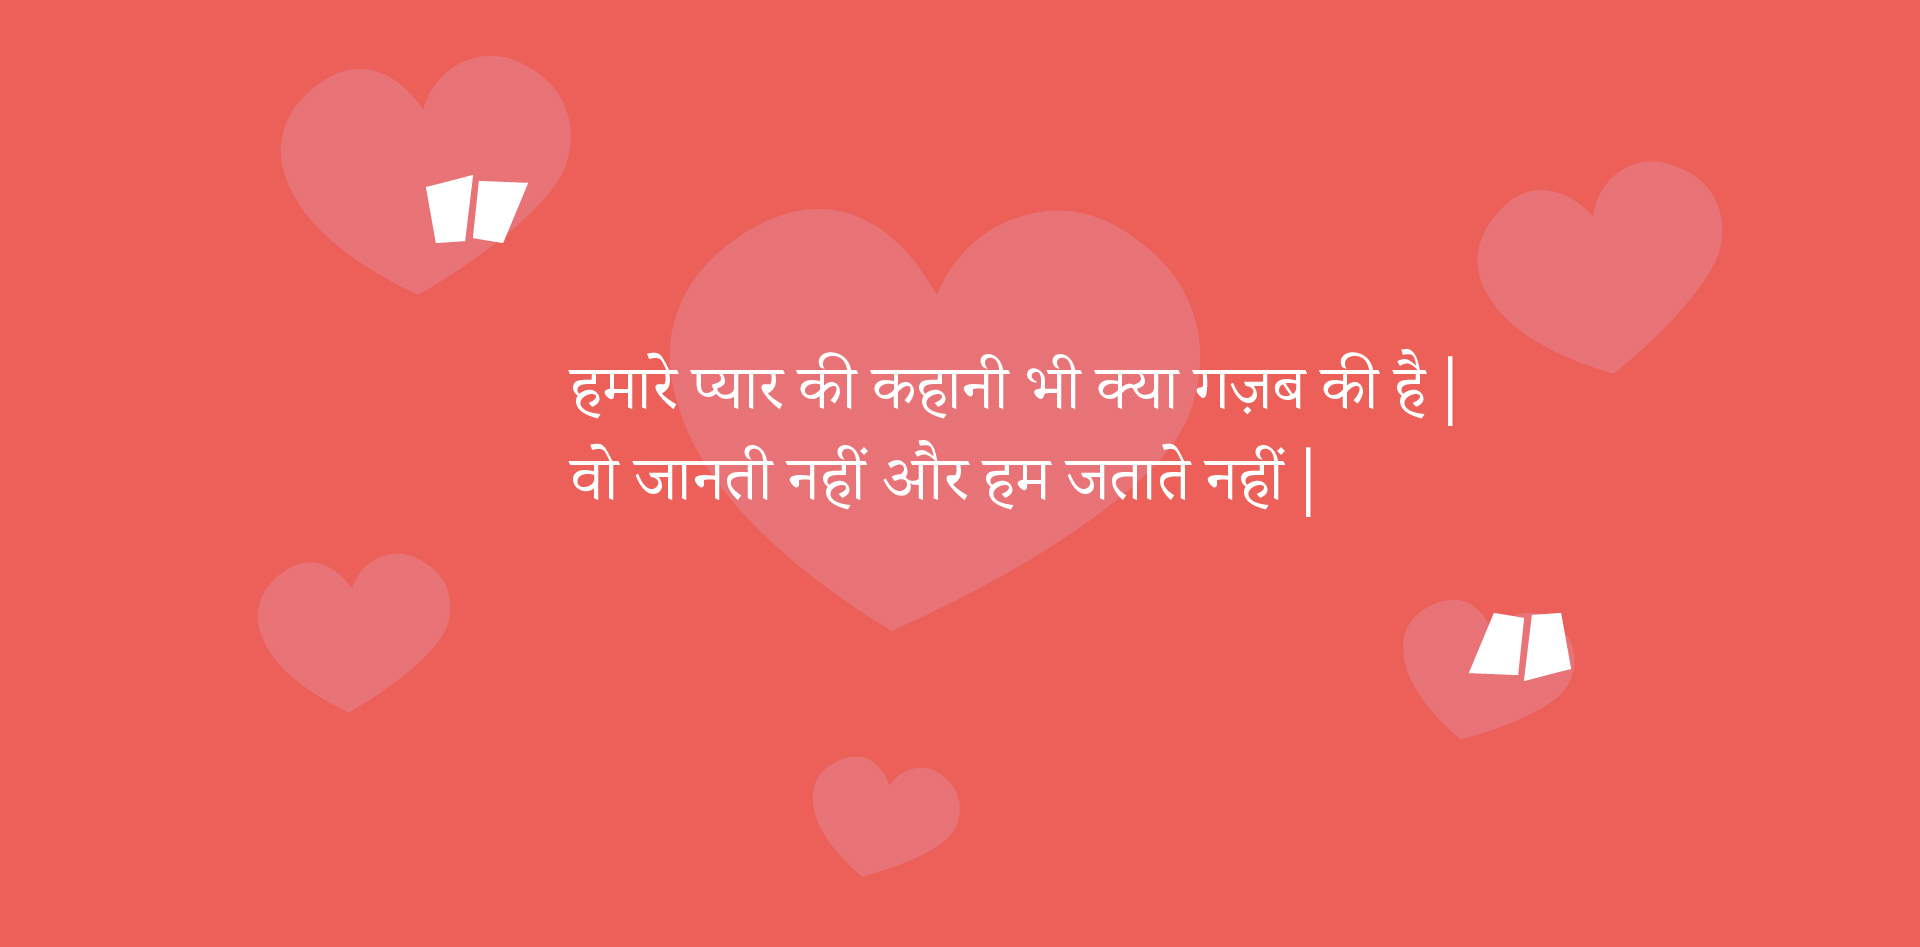 हमारे प्यार की कहानी भी क्या गज़ब की है |
वो जानती नहीं और हम जताते नहीं |